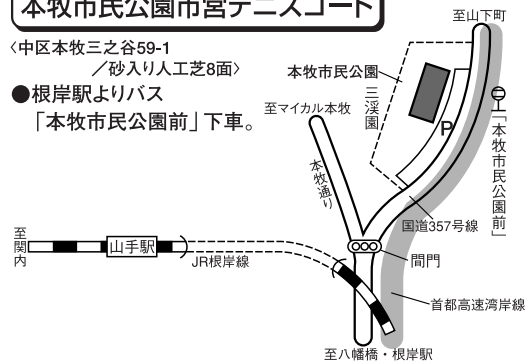 本牧市民公園市営テニスコート
〈中区本牧三之谷59-1
／砂入り人工芝8面〉
●根岸駅よりバス
「本牧市民公園前」下車。
至山下町
本牧市民公園
三渓園
至マイカル本牧
P
「本牧市民公園前」
本牧通り
国道357号線
至関内
山手駅
JR根岸線
間門
首都高速湾岸線
至八幡橋・根岸駅